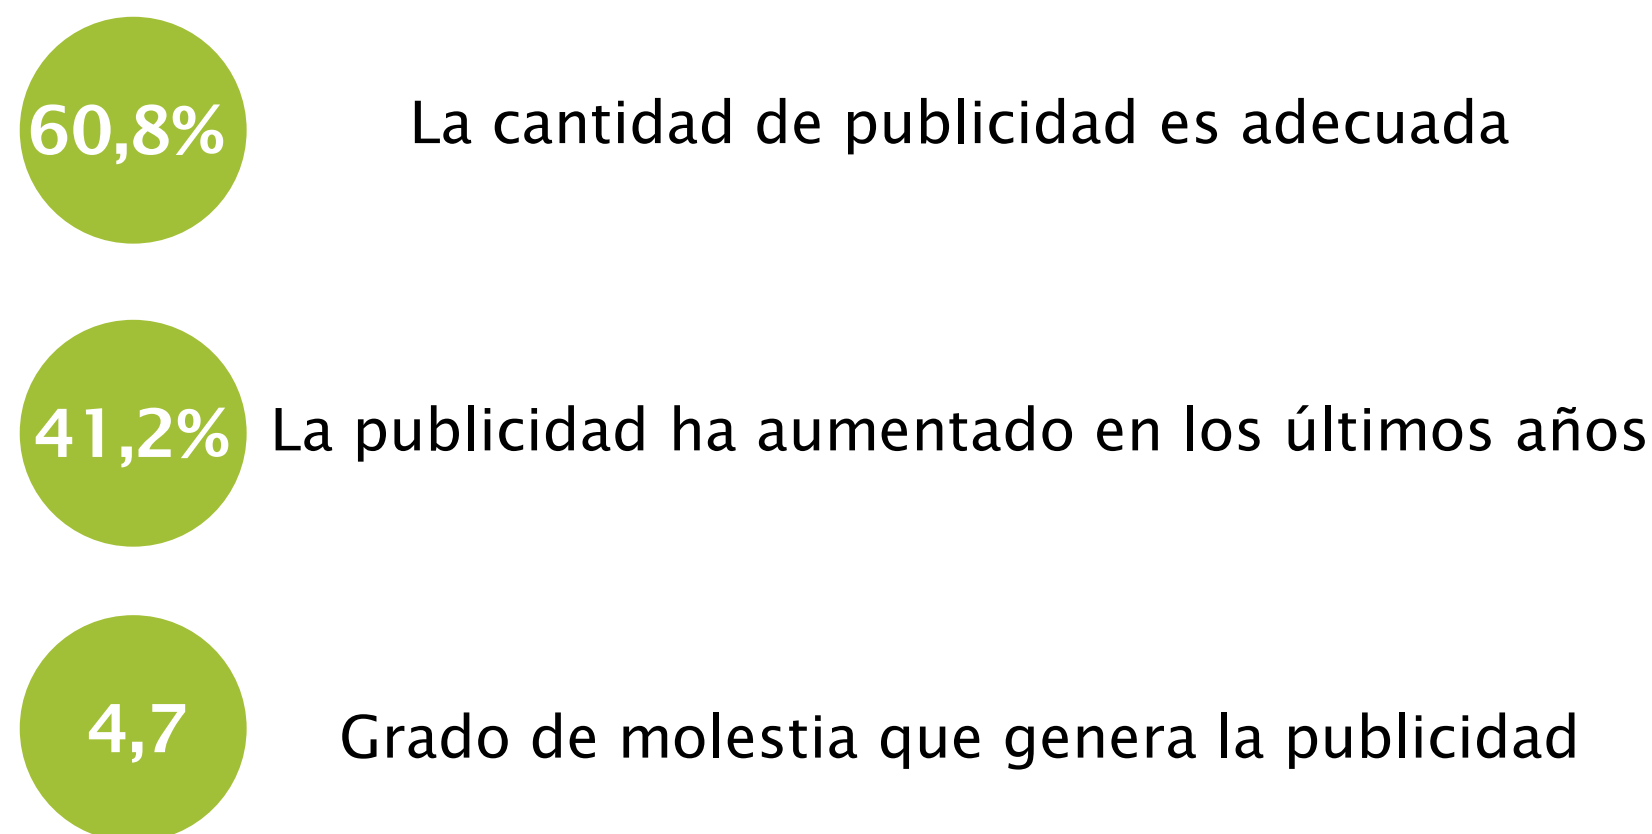 60,8%
La cantidad de publicidad es adecuada
41,2%
La publicidad ha aumentado en los últimos años
4,7
Grado de molestia que genera la publicidad